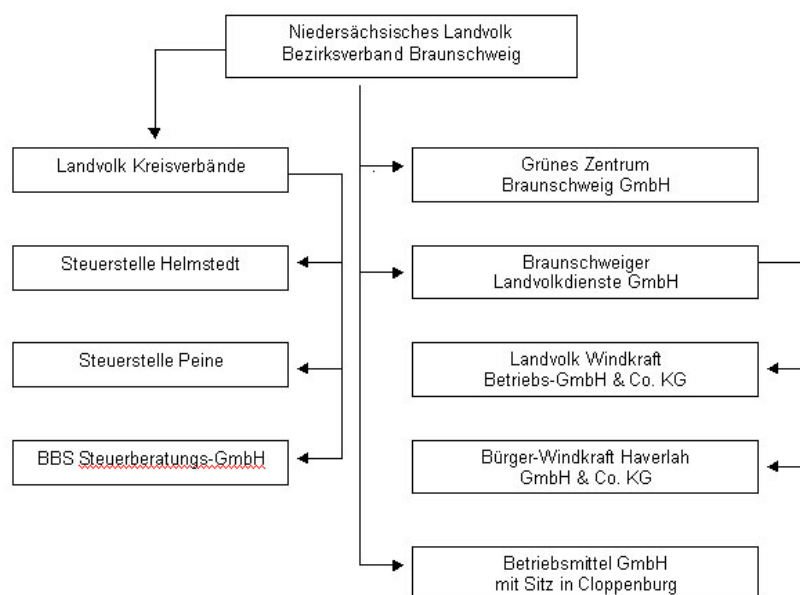 Niedersächsisches Landvolk
Bezirksverband Braunschweig
Landvolk Kreisverbände
Grünes Zentrum
Braunschweig GmbH
Steuerstelle Helmstedt
Braunschweiger
Landvolkdienste GmbH
Steuerstelle Peine
Landvolk Windkraft
Betriebs-GmbH & Co. KG
BBS Steuerberatungs-GmbH
Bürger-Windkraft Haverlah
GmbH & Co. KG
Betriebsmittel GmbH
mit Sitz in Cloppenburg